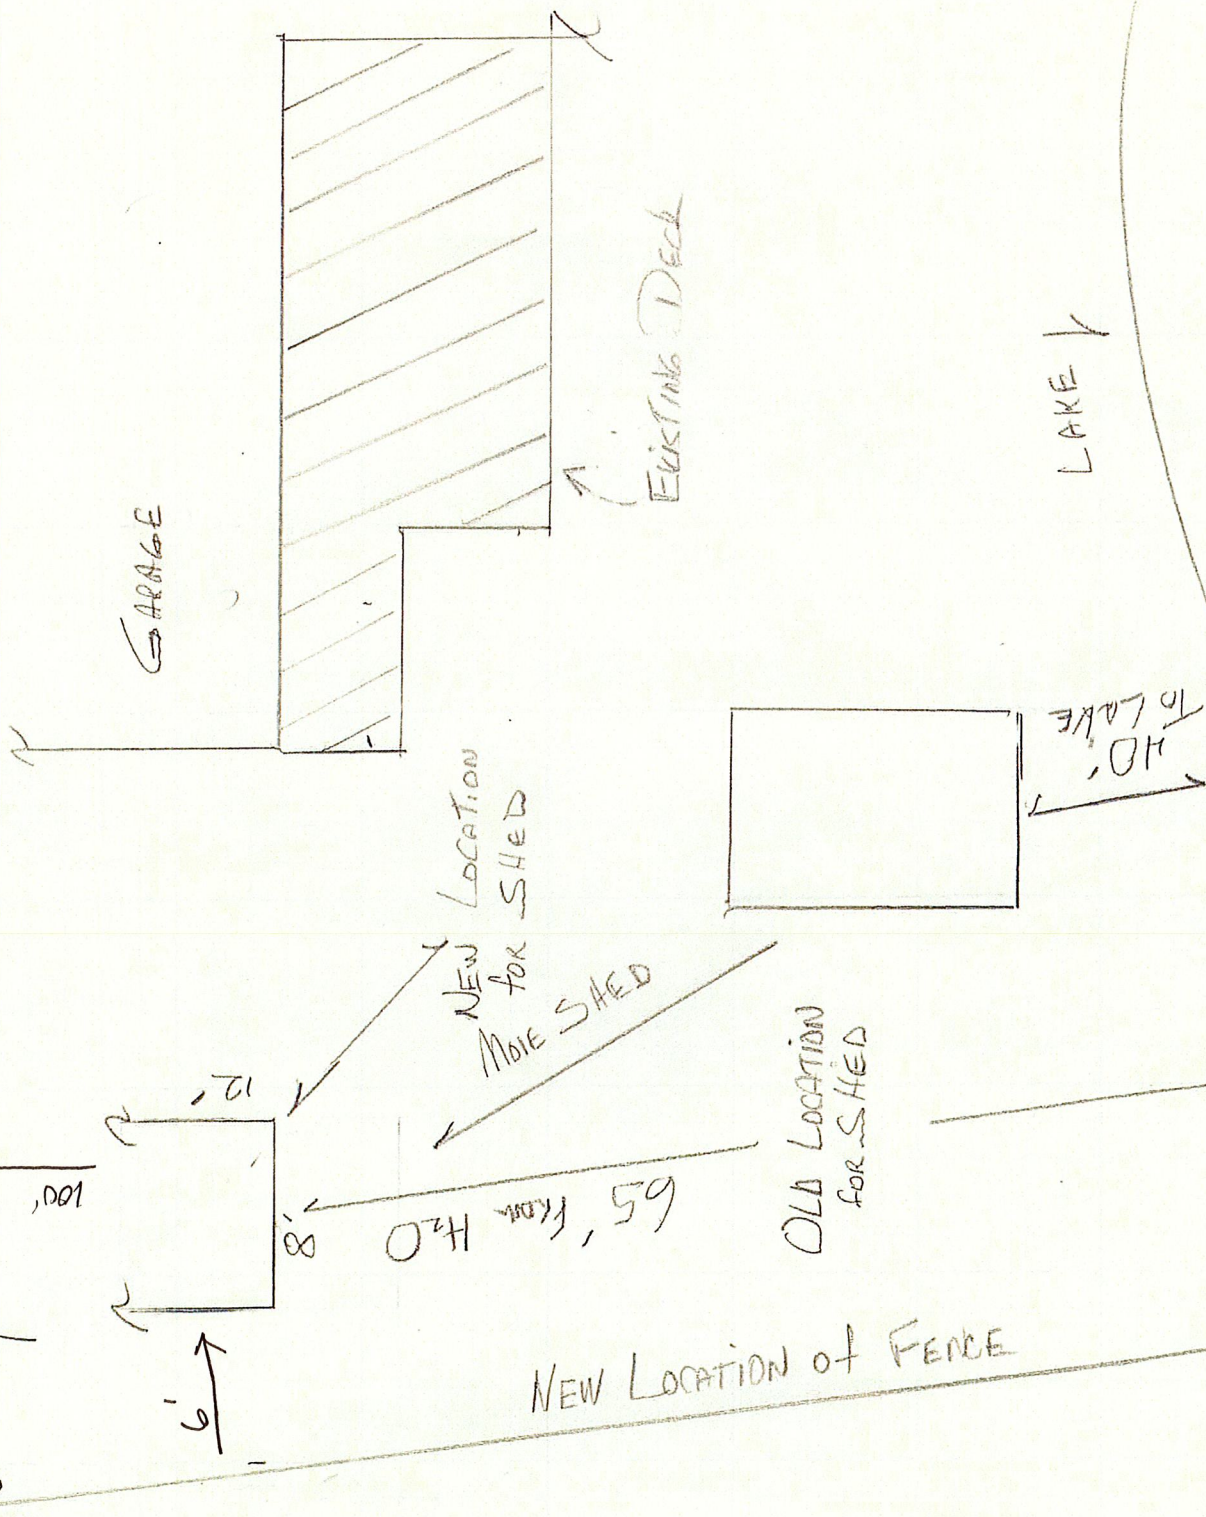 GARAGE
EXISTING DECK
LAKE
NEW LOCATION
for SHED
MOVE SHED
40'
TO LAKE
12'
100'
8'
65' From H2O
OLD LOCATION
for SHED
6'
NEW LOCATION of FENCE